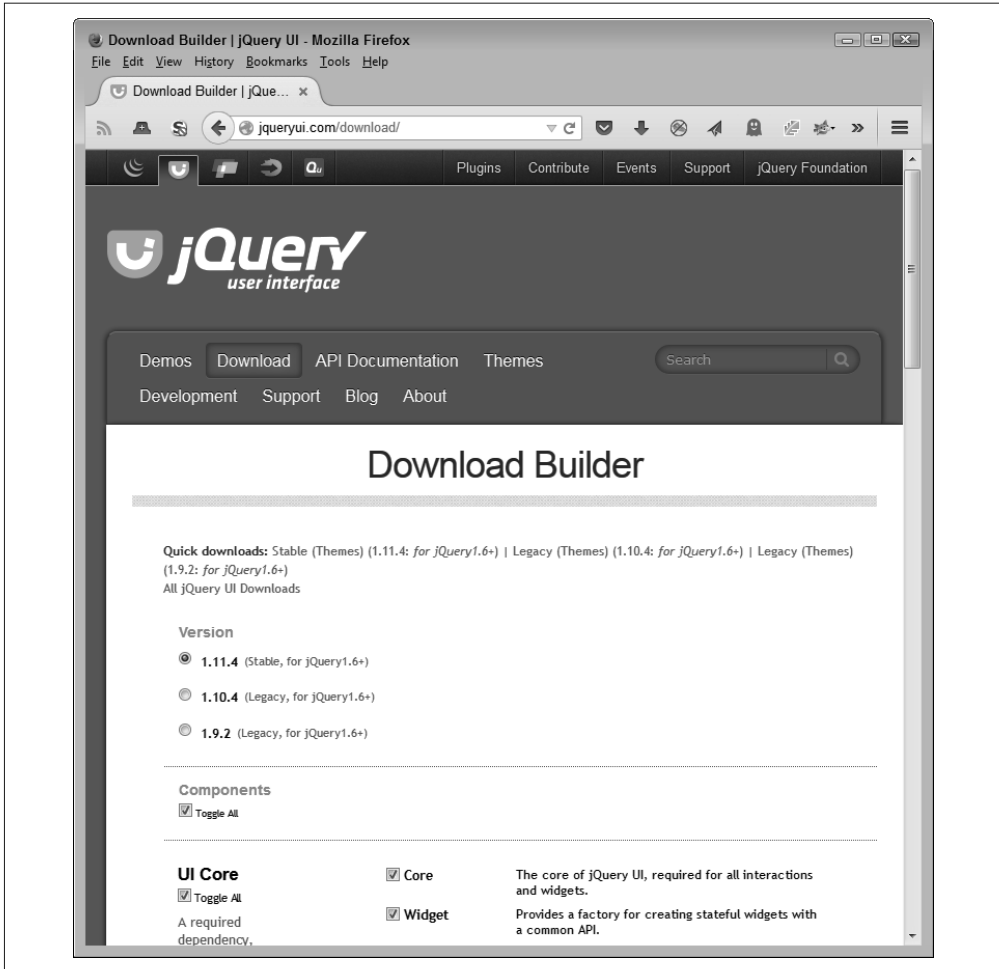 Download Builder | jQuery UI - Mozilla Firefox
File Edit View History Bookmarks Tools Help
Download Builder | jQue... ×
jqueryui.com/download/
Plugins Contribute Events Support jQuery Foundation
jQuery
user interface
Demos Download API Documentation Themes Search
Development Support Blog About
Download Builder
Quick downloads: Stable (Themes) (1.11.4: for jQuery1.6+) | Legacy (Themes) (1.10.4: for jQuery1.6+) | Legacy (Themes)
(1.9.2: for jQuery1.6+)
All jQuery UI Downloads
Version
1.11.4 (Stable, for jQuery1.6+)
1.10.4 (Legacy, for jQuery1.6+)
1.9.2 (Legacy, for jQuery1.6+)
Components
Toggle All
UI Core
Toggle All
A required
dependency,
Core
The core of jQuery UI, required for all interactions
and widgets.
Widget
Provides a factory for creating stateful widgets with
a common API.